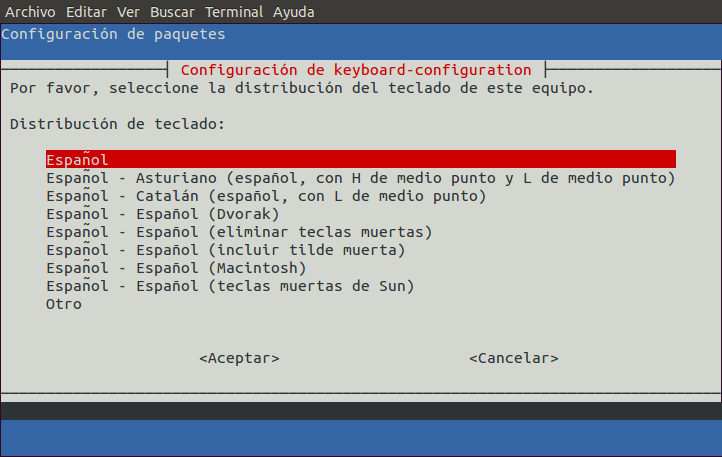 Archivo Editar Ver Buscar Terminal Ayuda
Configuración de paquetes
Configuración de keyboard-configuration
Por favor, seleccione la distribución del teclado de este equipo.
Distribución de teclado:
Español
Español - Asturiano (español, con H de medio punto y L de medio punto)
Español - Catalán (español, con L de medio punto)
Español - Español (Dvorak)
Español - Español (eliminar teclas muertas)
Español - Español (incluir tilde muerta)
Español - Español (Macintosh)
Español - Español (teclas muertas de Sun)
Otro
<Aceptar> <Cancelar>